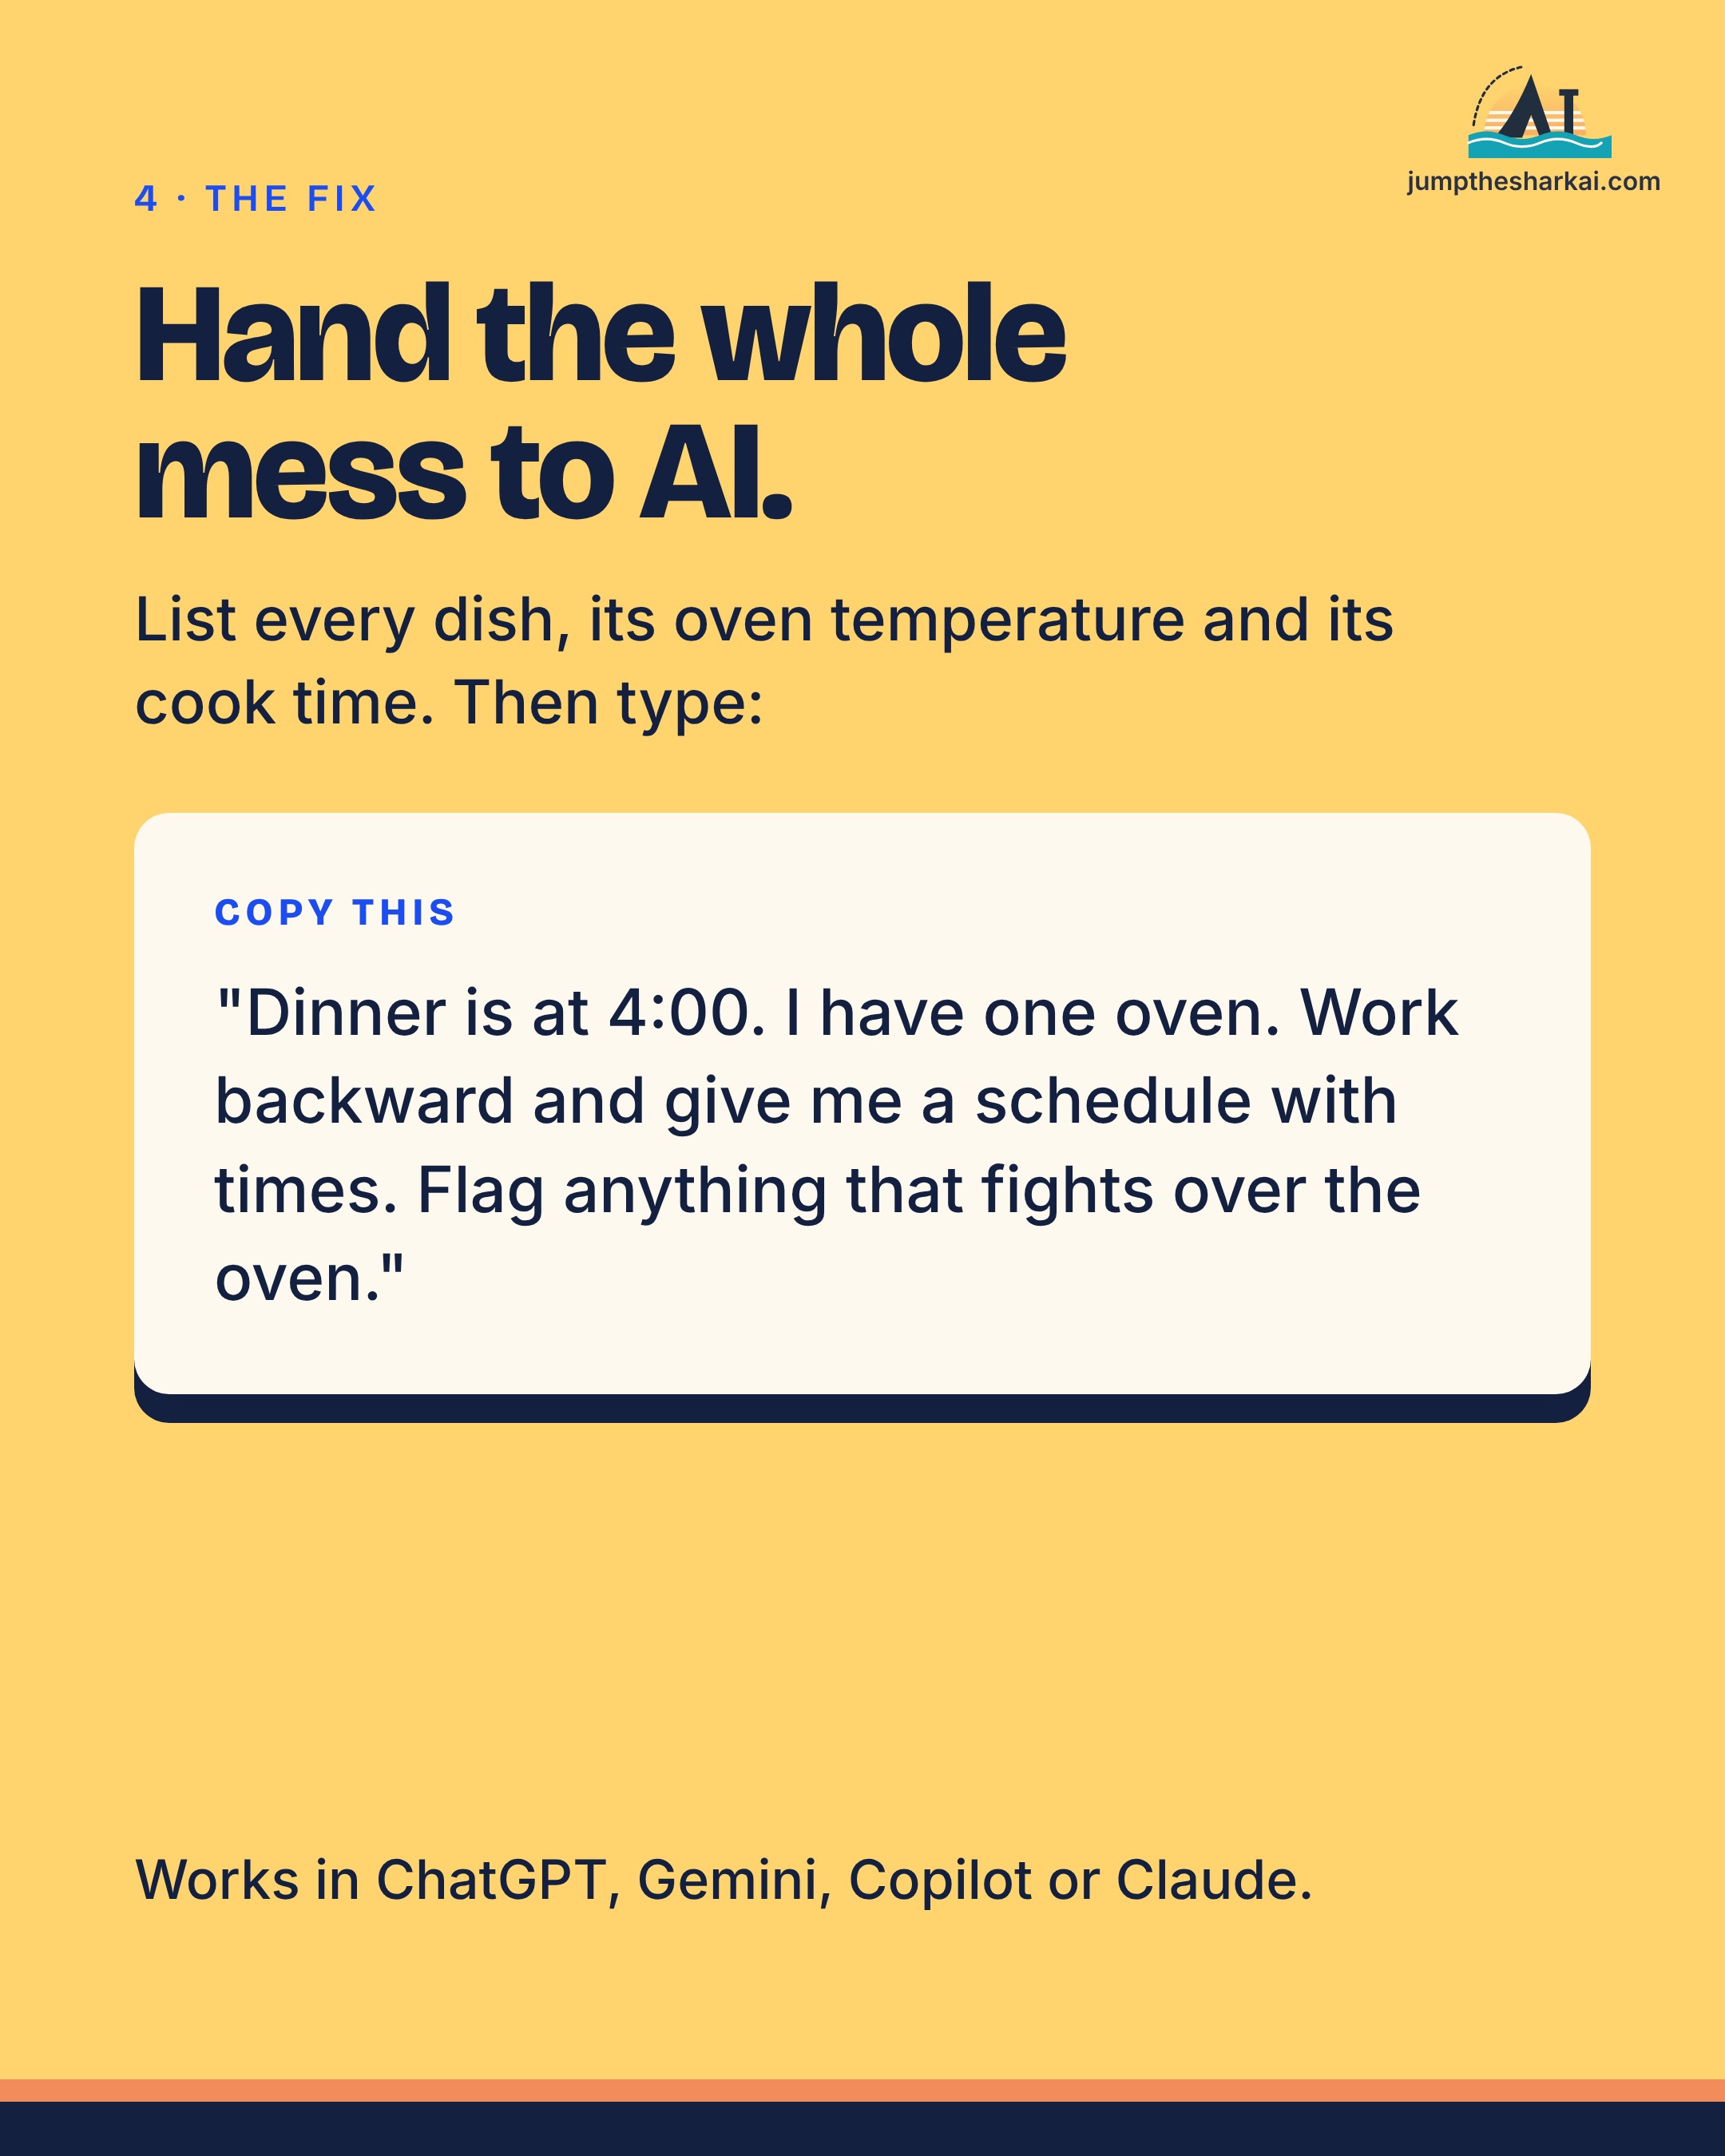 AI
jumpthesharkai.com
4 · THE FIX
Hand the whole
mess to AI.
List every dish, its oven temperature and its
cook time. Then type:
COPY THIS
"Dinner is at 4:00. I have one oven. Work
backward and give me a schedule with
times. Flag anything that fights over the
oven."
Works in ChatGPT, Gemini, Copilot or Claude.